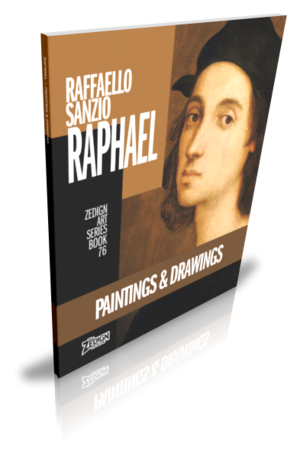 RAFFAELLO
SANZIO
RAPHAEL
ZEDIGN
ART
SERIES
BOOK
76
PAINTINGS & DRAWINGS
ZEDIGN